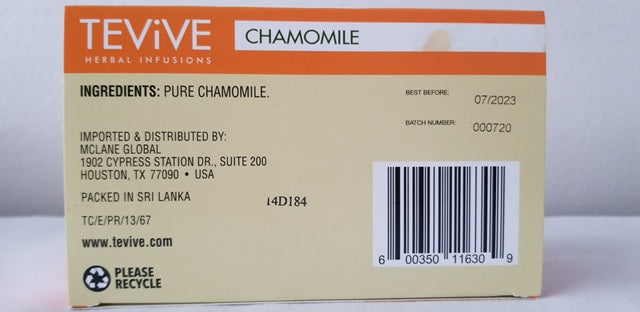 TEViVE
HERBAL INFUSIONS
CHAMOMILE
INGREDIENTS: PURE CHAMOMILE.
BEST BEFORE: 07/2023
BATCH NUMBER: 000720
IMPORTED & DISTRIBUTED BY:
MCLANE GLOBAL
1902 CYPRESS STATION DR., SUITE 200
HOUSTON, TX 77090 • USA
PACKED IN SRI LANKA
14D184
TC/E/PR/13/67
www.tevive.com
PLEASE
RECYCLE
6 00350 11630 9